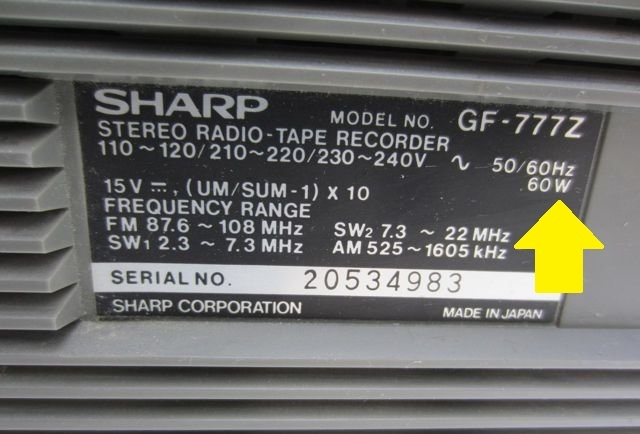 SHARP MODEL NO. GF-777Z
STEREO RADIO-TAPE RECORDER
110~120/210~220/230~240V ∿ 50/60Hz
60W
15V ⎓, (UM/SUM-1) X 10
FREQUENCY RANGE
FM 87.6 ~ 108 MHz SW2 7.3 ~ 22 MHz
SW1 2.3 ~ 7.3 MHz AM 525~1605 kHz
SERIAL NO. 20534983
SHARP CORPORATION MADE IN JAPAN